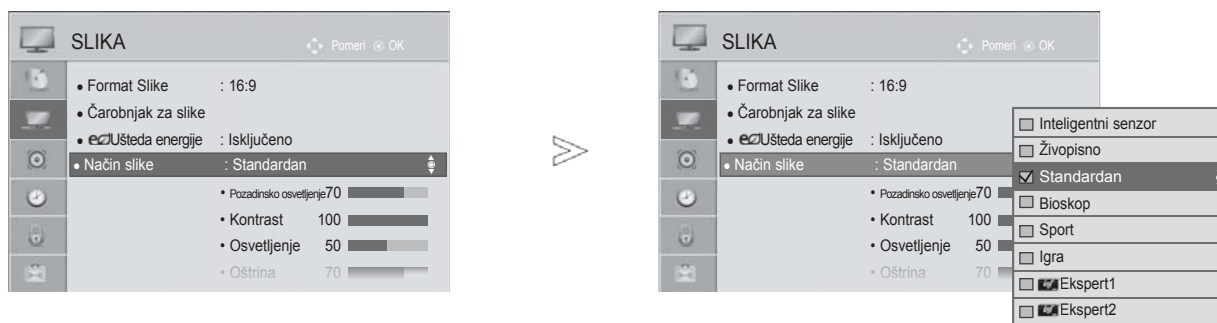 SLIKA
Pomeri OK
• Format Slike : 16:9
• Čarobnjak za slike
• eco Ušteda energije : Isključeno
• Način slike : Standardan
• Pozadinsko osvetljenje 70
• Kontrast 100
• Osvetljenje 50
• Oštrina 70
SLIKA
Pomeri OK
• Format Slike : 16:9
• Čarobnjak za slike
• eco Ušteda energije : Isključeno
• Način slike : Standardan
• Pozadinsko osvetljenje 70
• Kontrast 100
• Osvetljenje 50
• Oštrina 70
Inteligentni senzor
Živopisno
Standardan
Bioskop
Sport
Igra
Ekspert1
Ekspert2